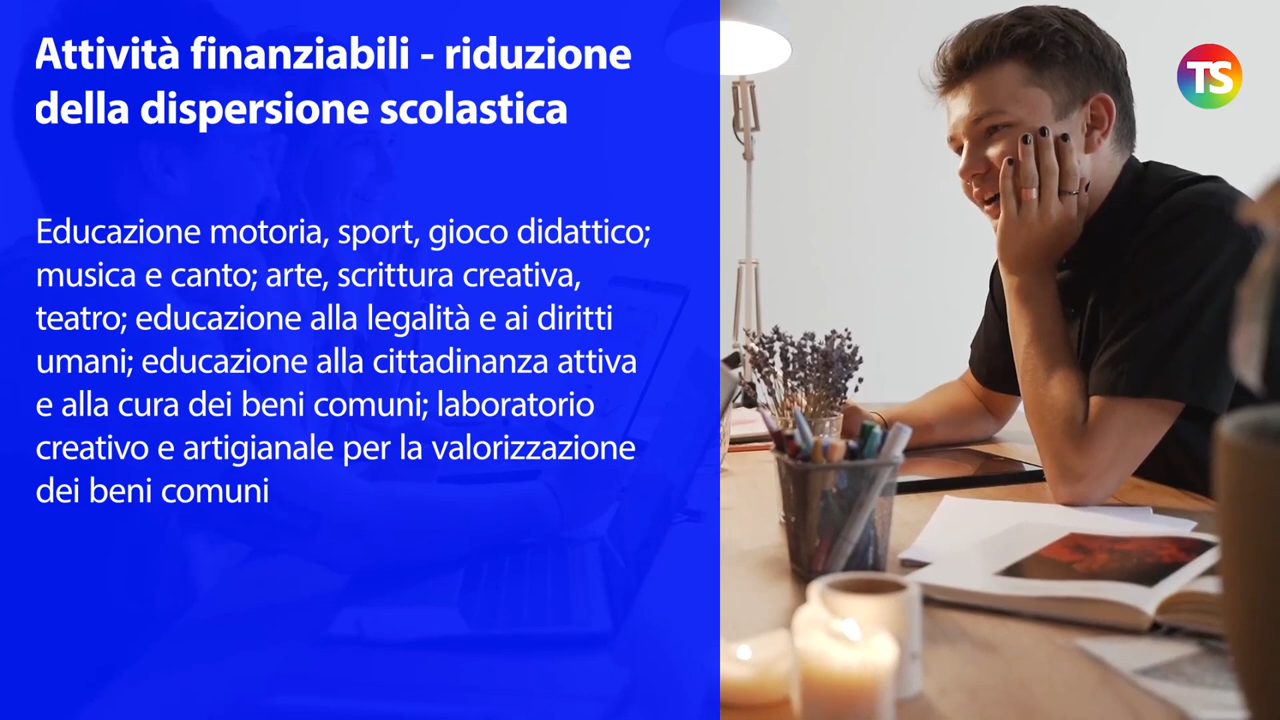 Attività finanziabili - riduzione
della dispersione scolastica
Educazione motoria, sport, gioco didattico;
musica e canto; arte, scrittura creativa,
teatro; educazione alla legalità e ai diritti
umani; educazione alla cittadinanza attiva
e alla cura dei beni comuni; laboratorio
creativo e artigianale per la valorizzazione
dei beni comuni
TS